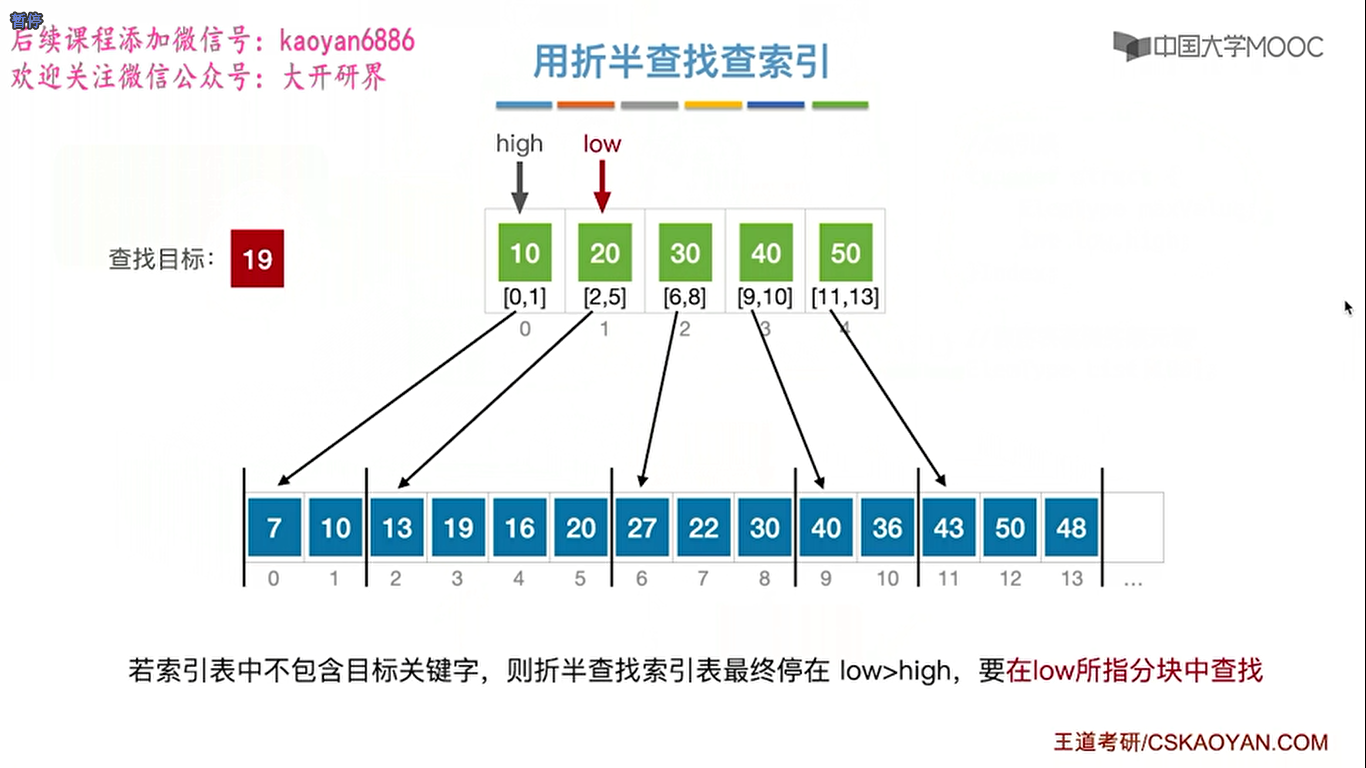 暂停
后续课程添加微信号：kaoyan6886
欢迎关注微信公众号：大开研界
中国大学MOOC
用折半查找查索引
high low
查找目标： 19
10 20 30 40 50
[0,1] [2,5] [6,8] [9,10] [11,13]
0 1 2 3 4
7 10 13 19 16 20 27 22 30 40 36 43 50 48
0 1 2 3 4 5 6 7 8 9 10 11 12 13 ...
若索引表中不包含目标关键字，则折半查找索引表最终停在 low>high，要在low所指分块中查找
王道考研/CSKAOYAN.COM